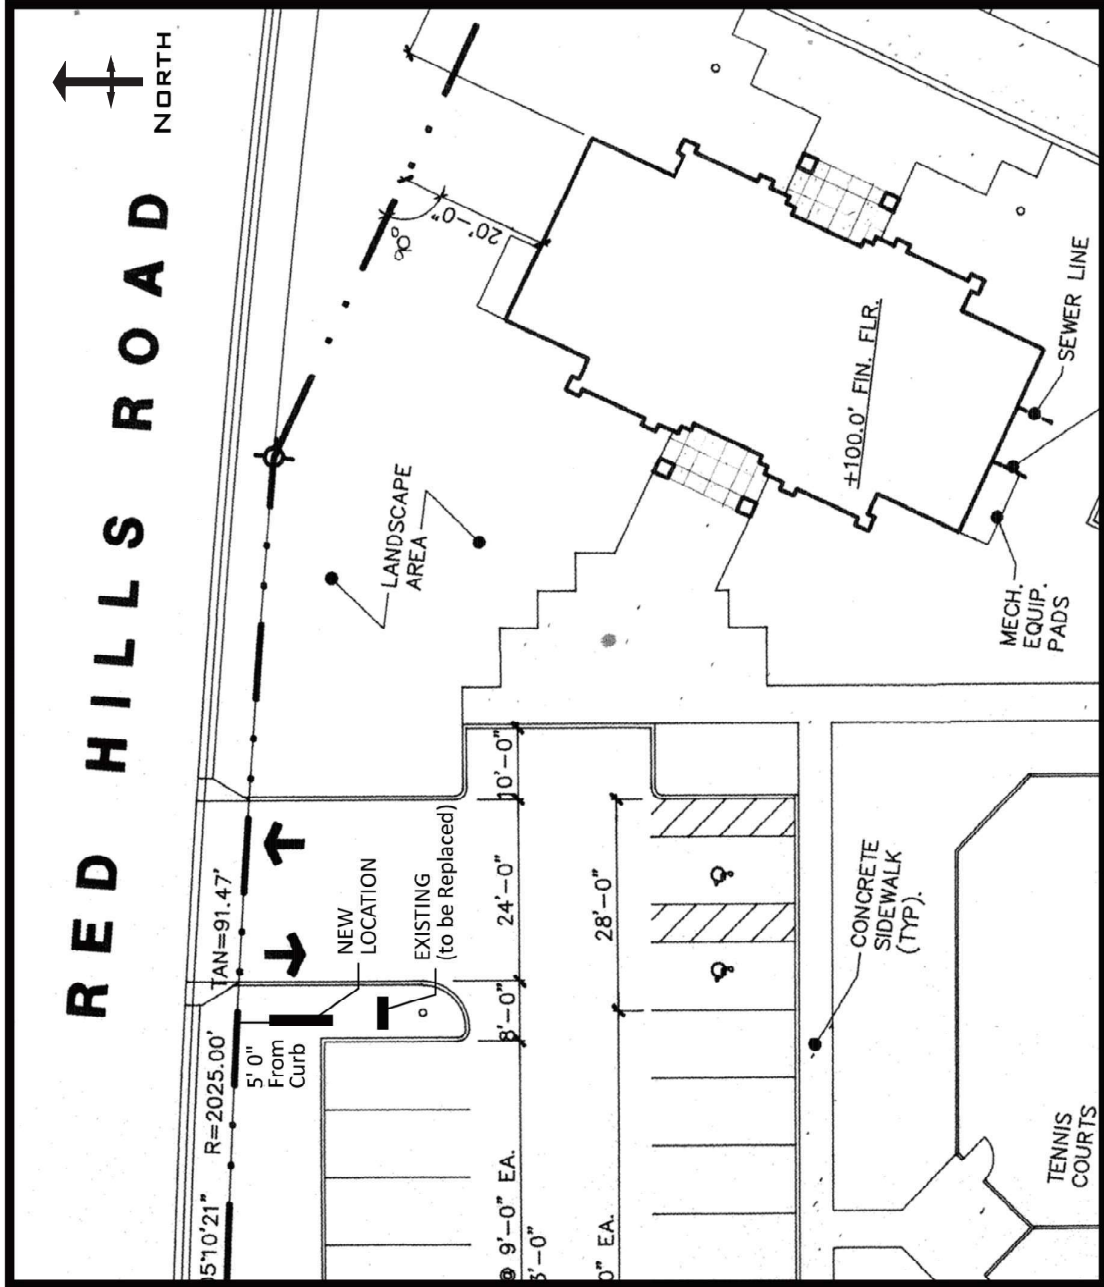 NORTH
RED HILLS ROAD
20'-0"
+100.0' FIN. FLR.
SEWER LINE
MECH.
EQUIP.
PADS
LANDSCAPE
AREA
TAN=91.47'
R=2025.00'
NEW
LOCATION
EXISTING
(to be Replaced)
5' 0"
From
Curb
10'-0"
24'-0"
8'-0"
28'-0"
CONCRETE
SIDEWALK
(TYP).
@ 9'-0" EA.
0" EA.
TENNIS
COURTS